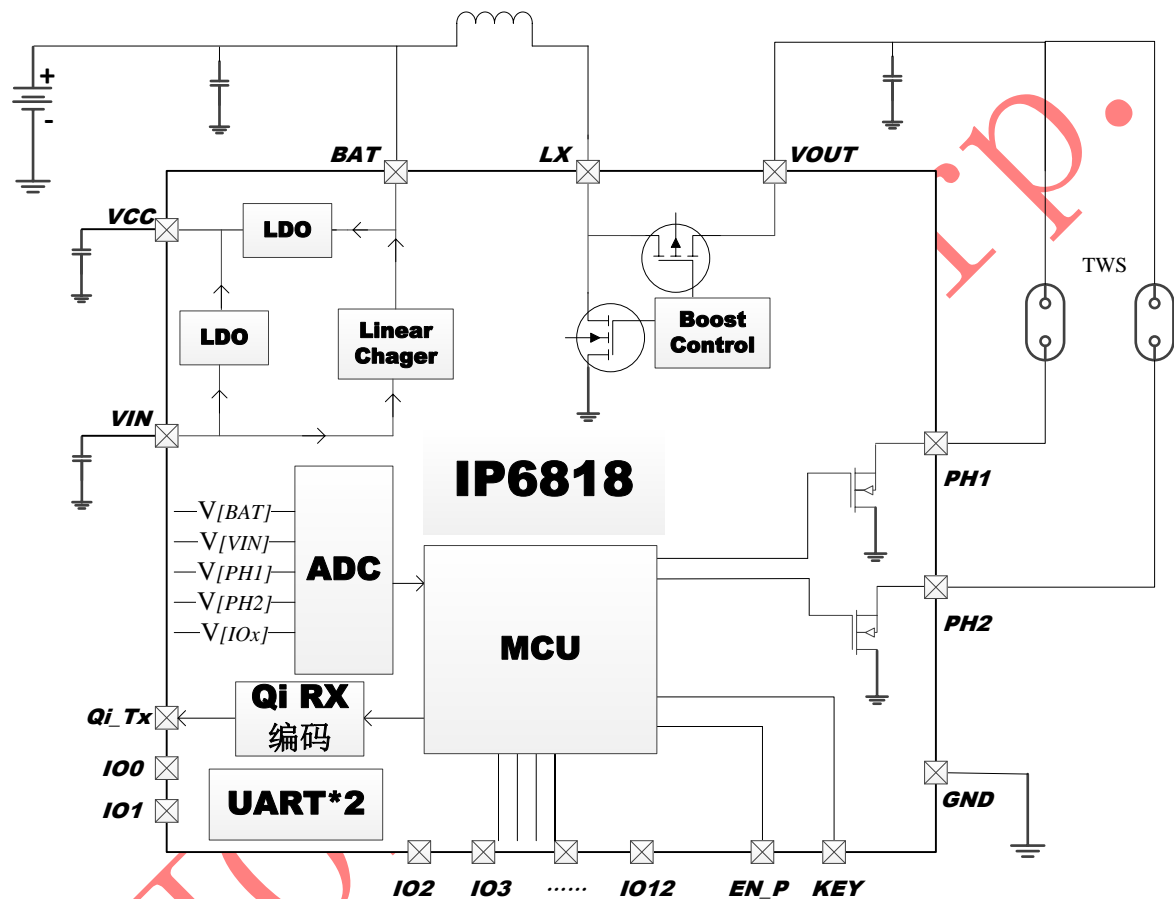 +
-
BAT
LX
VOUT
VCC
LDO
LDO
Linear
Chager
Boost
Control
TWS
VIN
IP6818
PH1
V[BAT]
V[VIN]
V[PH1]
V[PH2]
V[IOx]
ADC
MCU
PH2
Qi_Tx
Qi RX
编码
IO0
IO1
UART*2
GND
IO2
IO3
......
IO12
EN_P
KEY
ip.